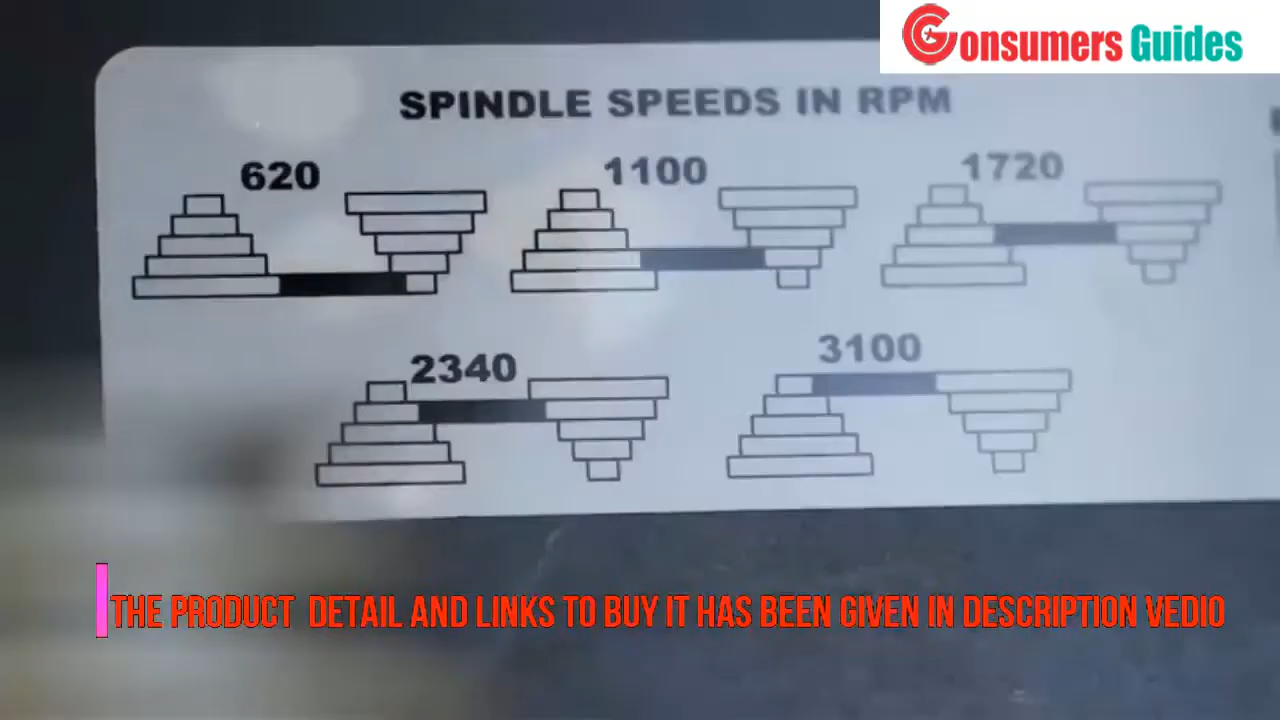 Consumers Guides
SPINDLE SPEEDS IN RPM
620
1100
1720
2340
3100
THE PRODUCT DETAIL AND LINKS TO BUY IT HAS BEEN GIVEN IN DESCRIPTION VEDIO